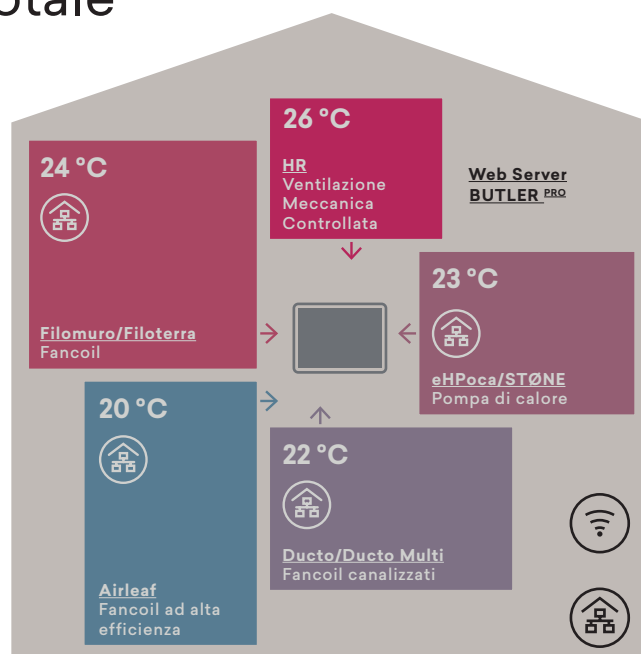 26 °C
HR
Ventilazione
Meccanica
Controllata
24 °C
Filomuro/Filoterra
Fancoil
Web Server
BUTLER PRO
23 °C
eHPoca/STØNE
Pompa di calore
20 °C
Airleaf
Fancoil ad alta
efficienza
22 °C
Ducto/Ducto Multi
Fancoil canalizzati